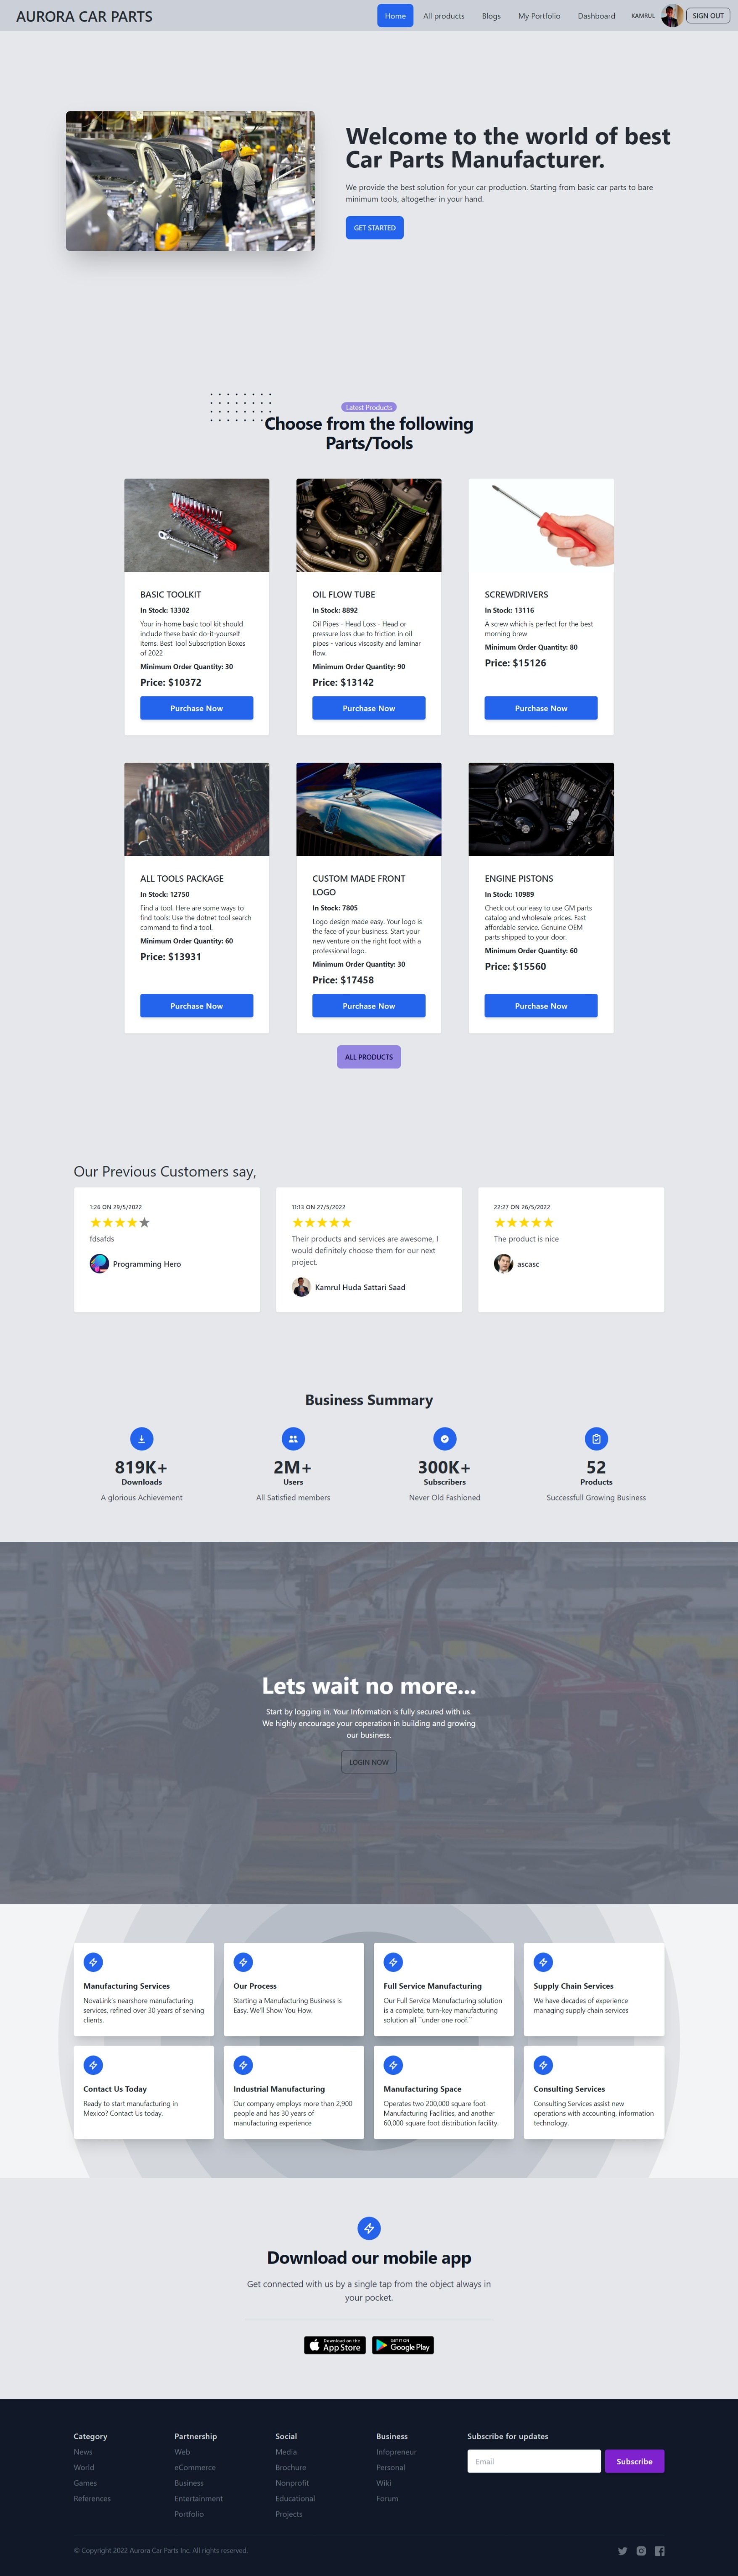 AURORA CAR PARTS
Home
All products
Blogs
My Portfolio
Dashboard
KAMRUL
SIGN OUT
Welcome to the world of best
Car Parts Manufacturer.
We provide the best solution for your car production. Starting from basic car parts to bare
minimum tools, altogether in your hand.
GET STARTED
Latest Products
Choose from the following
Parts/Tools
BASIC TOOLKIT
In Stock: 13302
Your in-home basic tool kit should
include these basic do-it-yourself
items: Best Tool Subscription Boxes
of 2022
Minimum Order Quantity: 30
Price: $10372
Purchase Now
OIL FLOW TUBE
In Stock: 8892
Oil Pipes - Head Loss - Head or
pressure loss due to friction in oil
pipes - various viscosity and laminar
flow.
Minimum Order Quantity: 90
Price: $13142
Purchase Now
SCREWDRIVERS
In Stock: 13116
A screw which is perfect for the best
morning brew
Minimum Order Quantity: 80
Price: $15126
Purchase Now
ALL TOOLS PACKAGE
In Stock: 12750
Find a tool. Here are some ways to
find tools: Use the dotnet tool search
command to find a tool.
Minimum Order Quantity: 60
Price: $13931
Purchase Now
CUSTOM MADE FRONT
LOGO
In Stock: 7805
Logo design made easy. Your logo is
the face of your business. Start your
new venture on the right foot with a
professional logo.
Minimum Order Quantity: 30
Price: $17458
Purchase Now
ENGINE PISTONS
In Stock: 10989
Check out our easy to use GM parts
catalog and wholesale prices. Fast
affordable service. Genuine OEM
parts shipped to your door.
Minimum Order Quantity: 60
Price: $15560
Purchase Now
ALL PRODUCTS
Our Previous Customers say,
1:26 ON 29/5/2022
fdsafds
Programming Hero
11:13 ON 27/5/2022
Their products and services are awesome, I
would definitely choose them for our next
project.
Kamrul Huda Sattari Saad
22:27 ON 26/5/2022
The product is nice
ascasc
Business Summary
819K+
Downloads
A glorious Achievement
2M+
Users
All Satisfied members
300K+
Subscribers
Never Old Fashioned
52
Products
Successfull Growing Business
Lets wait no more...
Start by logging in. Your Information is fully secured with us.
We highly encourage your coperation in building and growing
our business.
LOGIN NOW
Manufacturing Services
NovaLink's nearshore manufacturing
services, refined over 30 years of serving
clients.
Our Process
Starting a Manufacturing Business is
Easy. We'll Show You How.
Full Service Manufacturing
Our Full Service Manufacturing solution
is a complete, turn-key manufacturing
solution all ``under one roof.``
Supply Chain Services
We have decades of experience
managing supply chain services
Contact Us Today
Ready to start manufacturing in
Mexico? Contact Us today.
Industrial Manufacturing
Our company employs more than 2,900
people and has 30 years of
manufacturing experience
Manufacturing Space
Operates two 200,000 square foot
Manufacturing Facilities, and another
60,000 square foot distribution facility.
Consulting Services
Consulting Services assist new
operations with accounting, information
technology.
Download our mobile app
Get connected with us by a single tap from the object always in
your pocket.
Download on the
App Store
GET IT ON
Google Play
Category
News
World
Games
References
Partnership
Web
eCommerce
Business
Entertainment
Portfolio
Social
Media
Brochure
Nonprofit
Educational
Projects
Business
Infopreneur
Personal
Wiki
Forum
Subscribe for updates
Email
Subscribe
© Copyright 2022 Aurora Car Parts Inc. All rights reserved.